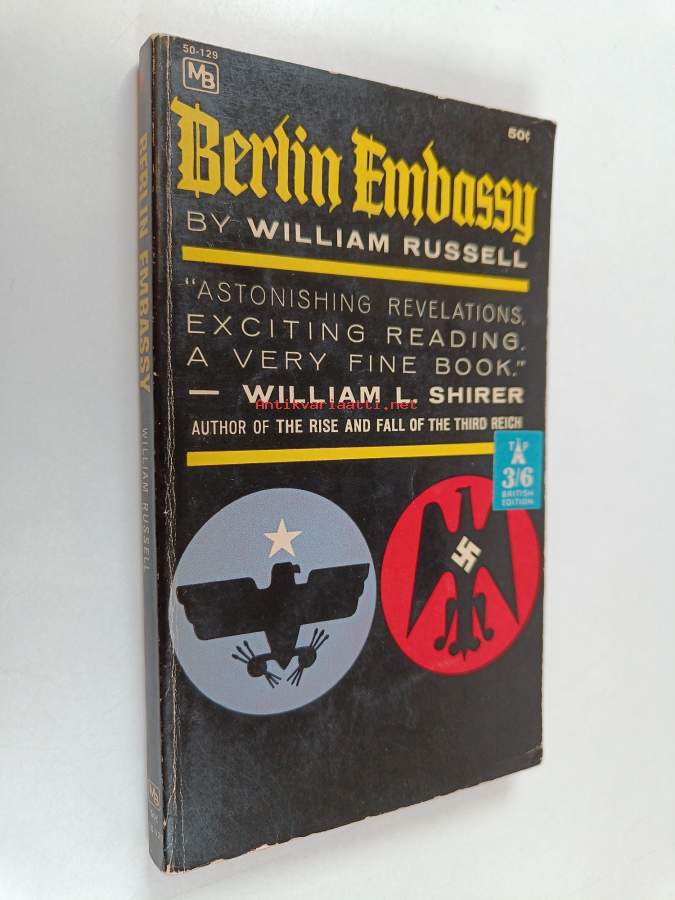 50-129
MB
50¢
Berlin Embassy
BY WILLIAM RUSSELL
"ASTONISHING REVELATIONS,
EXCITING READING.
A VERY FINE BOOK."
— WILLIAM L. SHIRER
Antikvariaatti.net
AUTHOR OF THE RISE AND FALL OF THE THIRD REICH
TAP
3/6
BRITISH
EDITION
BERLIN EMBASSY
WILLIAM RUSSELL
MB